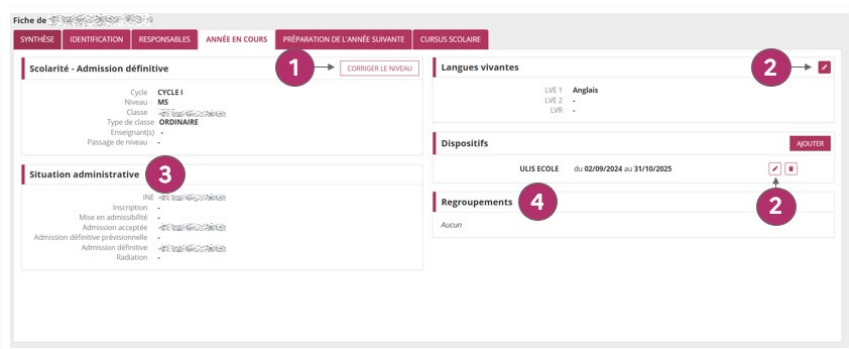 Fiche de
SYNTHÈSE IDENTIFICATION RESPONSABLES ANNÉE EN COURS PRÉPARATION DE L'ANNÉE SUIVANTE CURSUS SCOLAIRE
Scolarité - Admission définitive
1
CORRIGER LE NIVEAU
Cycle CYCLE I
Niveau MS
Classe
Type de classe ORDINAIRE
Enseignant(s) -
Passage de niveau -
Situation administrative
3
INE
Inscription -
Mise en admissibilité -
Admission acceptée
Admission définitive prévisionnelle -
Admission définitive
Radiation -
Langues vivantes
2
LVE 1 Anglais
LVE 2 -
LVR -
Dispositifs
AJOUTER
ULIS ECOLE du 02/09/2024 au 31/10/2025
2
Regroupements
4
Aucun